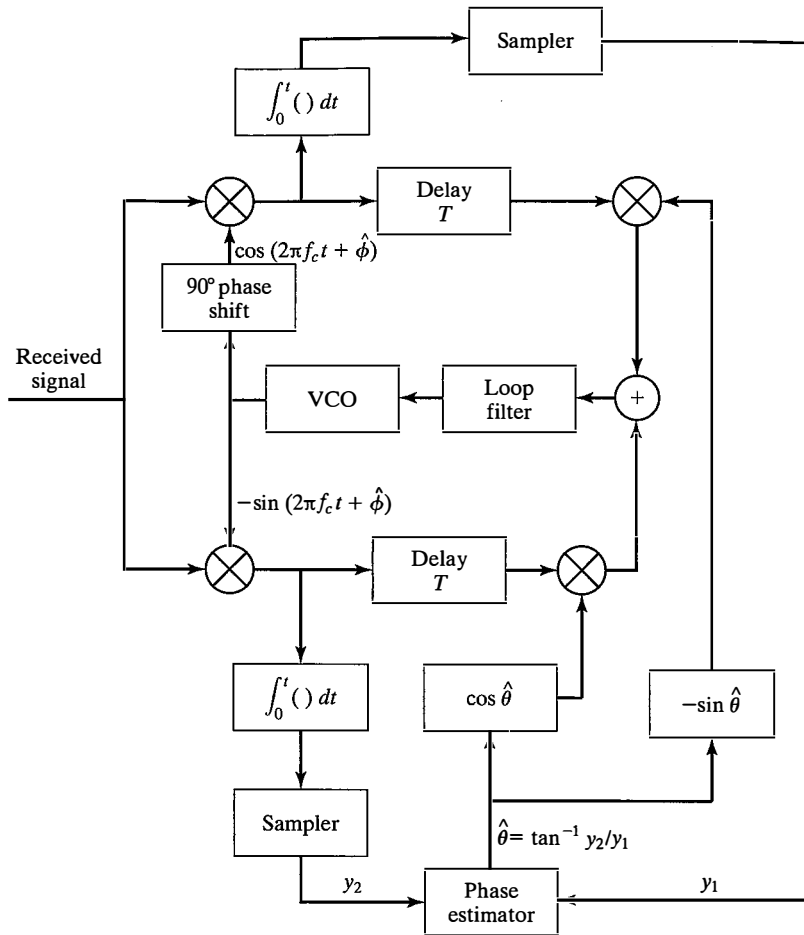 Sampler
∫₀ᵗ ( ) dt
Delay
T
cos (2πf_c t + φ̂)
90° phase
shift
Received
signal
VCO
Loop
filter
+
−sin (2πf_c t + φ̂)
Delay
T
∫₀ᵗ ( ) dt
cos θ̂
−sin θ̂
Sampler
θ̂ = tan⁻¹ y₂/y₁
y₂
Phase
estimator
y₁